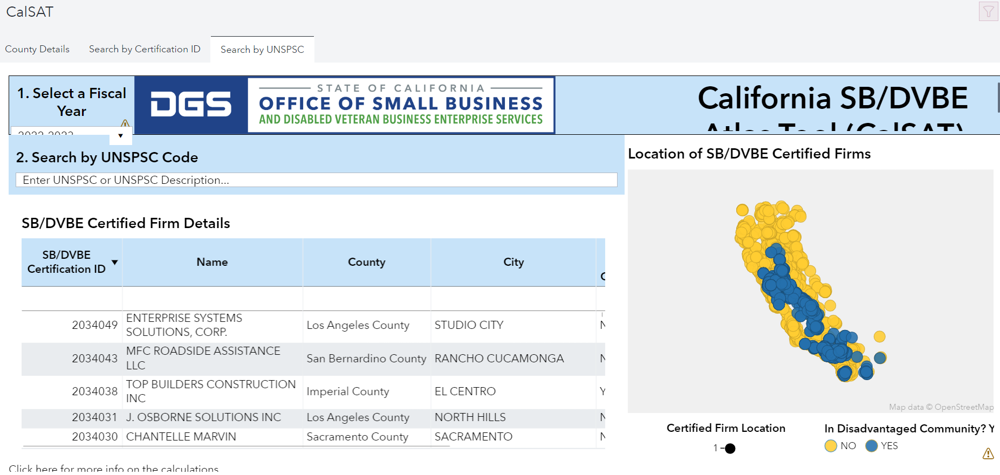 CalSAT
County Details
Search by Certification ID
Search by UNSPSC
1. Select a Fiscal
Year
2022-2023
DGS
STATE OF CALIFORNIA
OFFICE OF SMALL BUSINESS
AND DISABLED VETERAN BUSINESS ENTERPRISE SERVICES
California SB/DVBE
Atlas Tool (CalSAT)
2. Search by UNSPSC Code
Enter UNSPSC or UNSPSC Description...
Location of SB/DVBE Certified Firms
SB/DVBE Certified Firm Details
SB/DVBE
Certification ID
Name
County
City
2034049
ENTERPRISE SYSTEMS
SOLUTIONS, CORP.
Los Angeles County
STUDIO CITY
N
2034043
MFC ROADSIDE ASSISTANCE
LLC
San Bernardino County
RANCHO CUCAMONGA
N
2034038
TOP BUILDERS CONSTRUCTION
INC
Imperial County
EL CENTRO
Y
2034031
J. OSBORNE SOLUTIONS INC
Los Angeles County
NORTH HILLS
N
2034030
CHANTELLE MARVIN
Sacramento County
SACRAMENTO
N
Map data © OpenStreetMap
Certified Firm Location
1
In Disadvantaged Community? Y
NO
YES
Click here for more info on the calculations